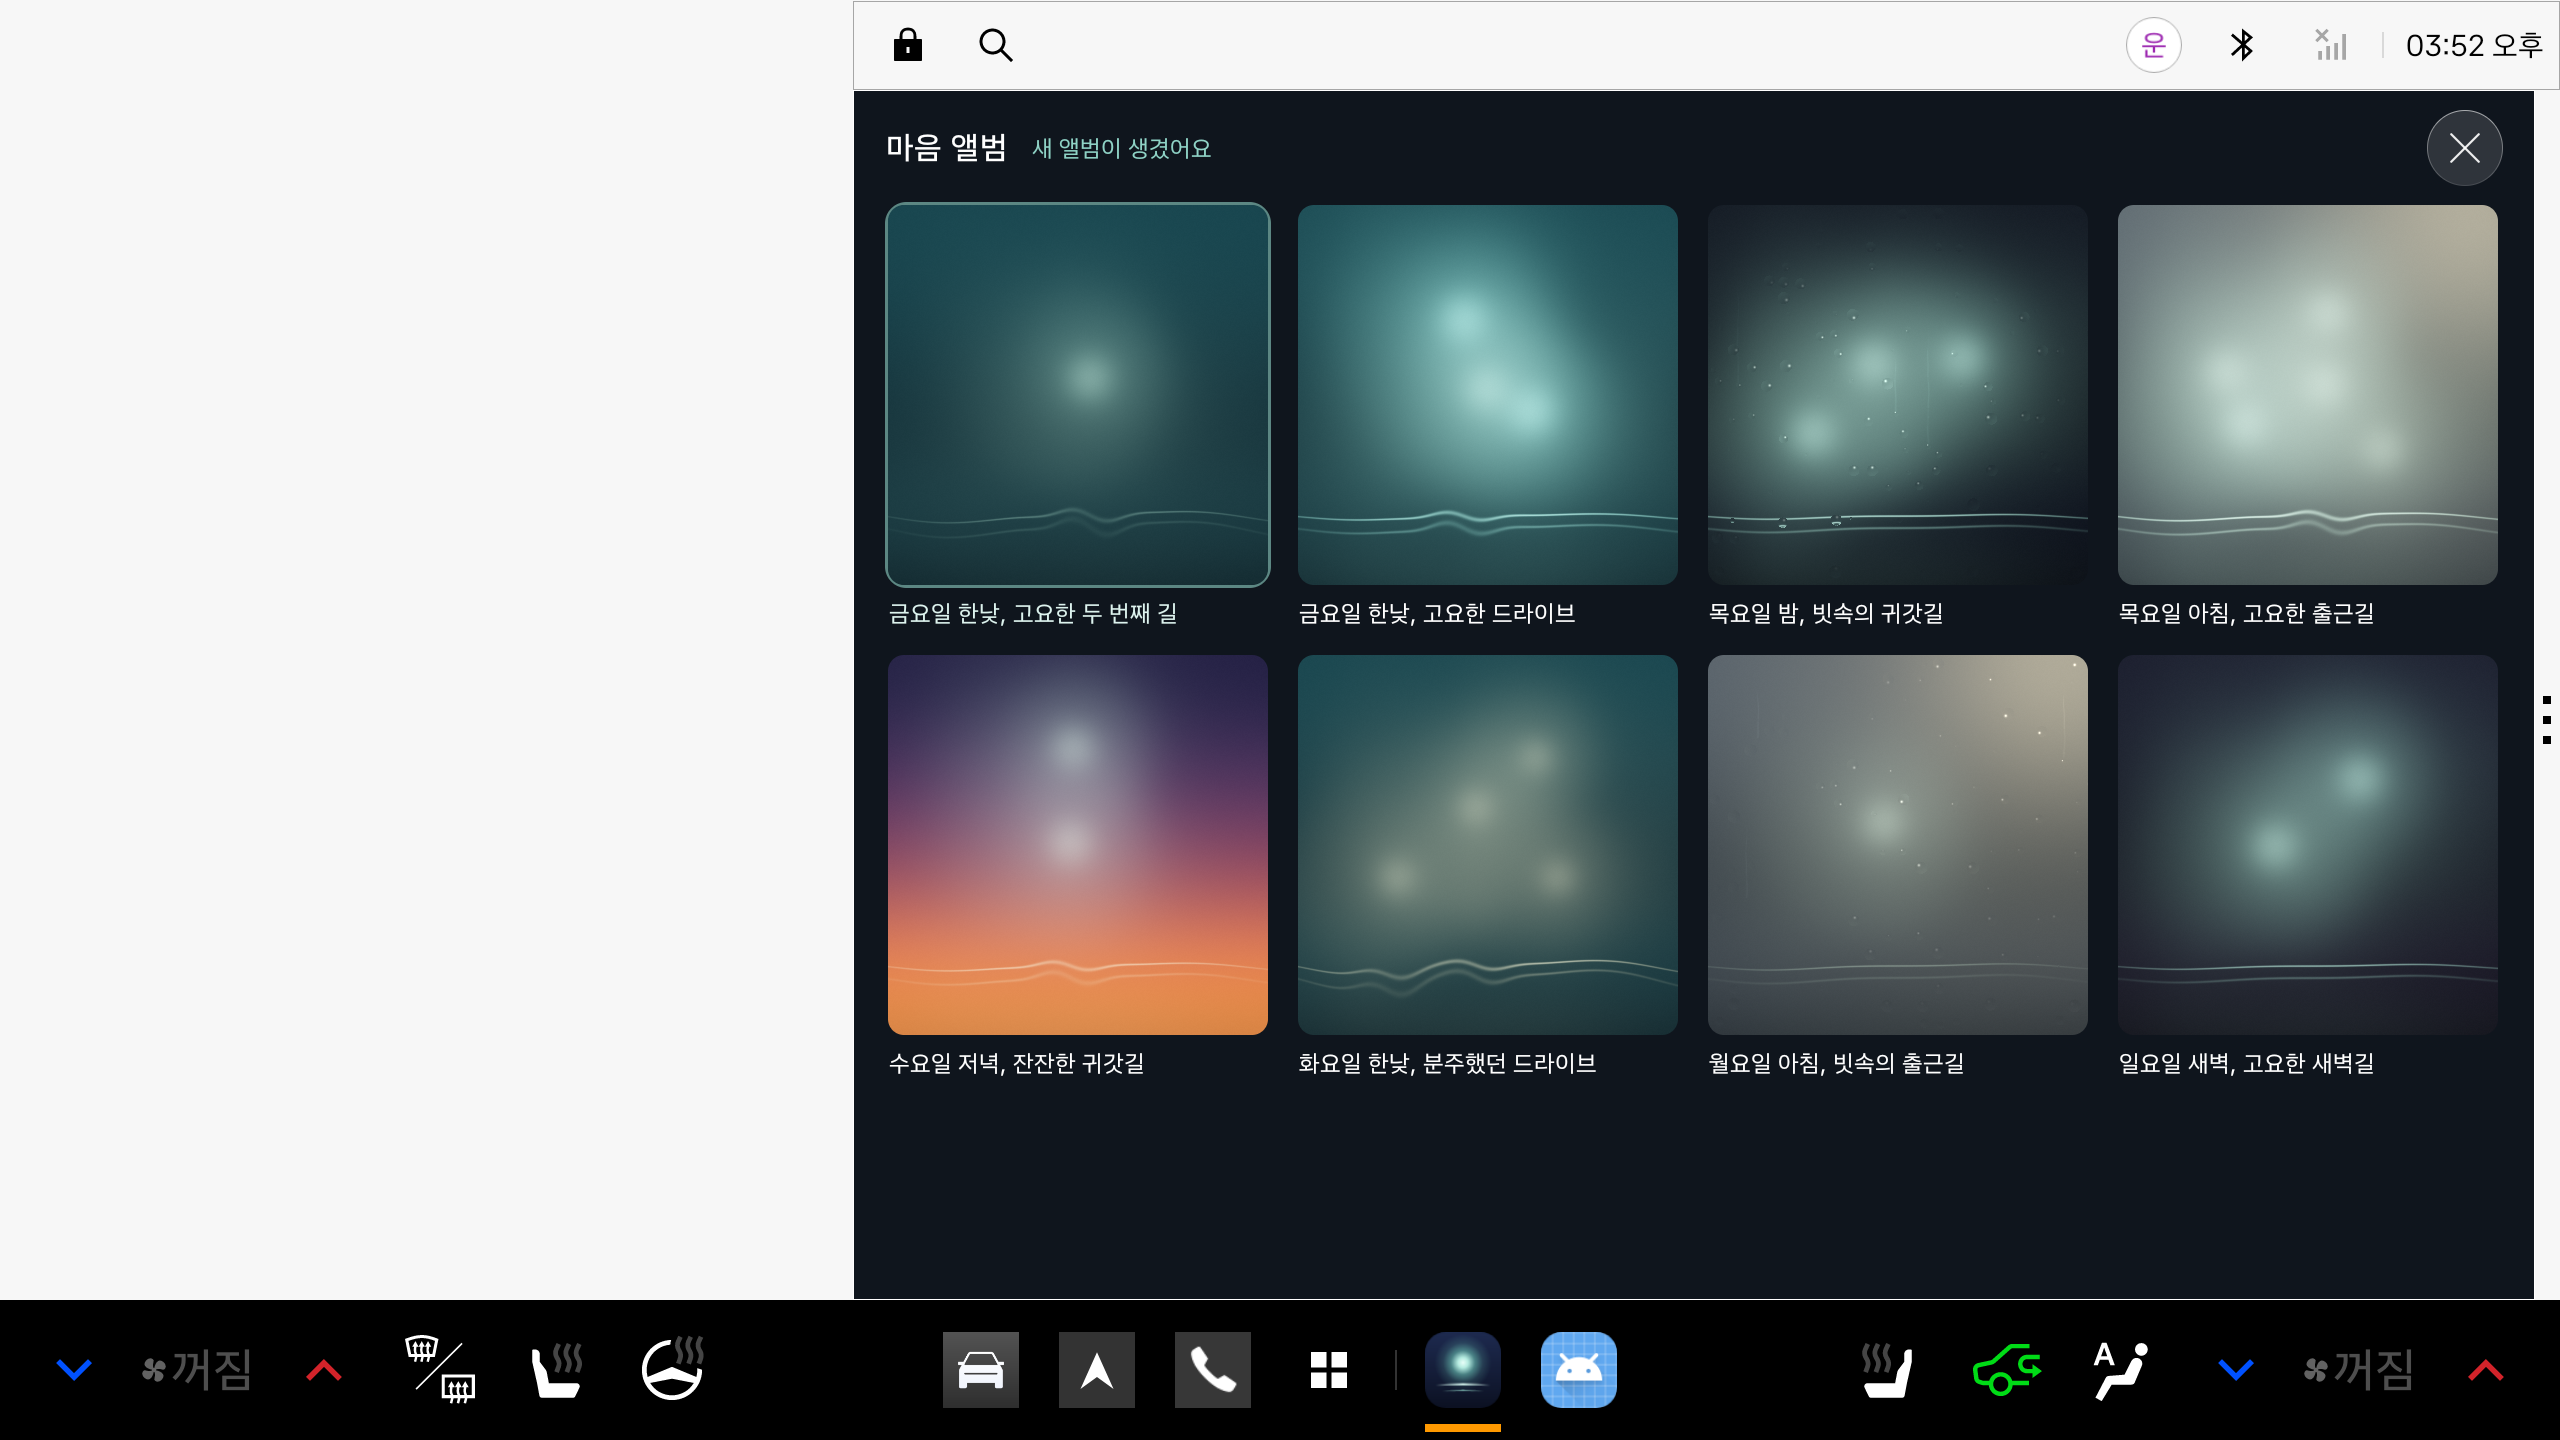 운
03:52 오후
마음 앨범 새 앨범이 생겼어요
금요일 한낮, 고요한 두 번째 길
금요일 한낮, 고요한 드라이브
목요일 밤, 빗속의 귀갓길
목요일 아침, 고요한 출근길
수요일 저녁, 잔잔한 귀갓길
화요일 한낮, 분주했던 드라이브
월요일 아침, 빗속의 출근길
일요일 새벽, 고요한 새벽길
꺼짐
A
꺼짐